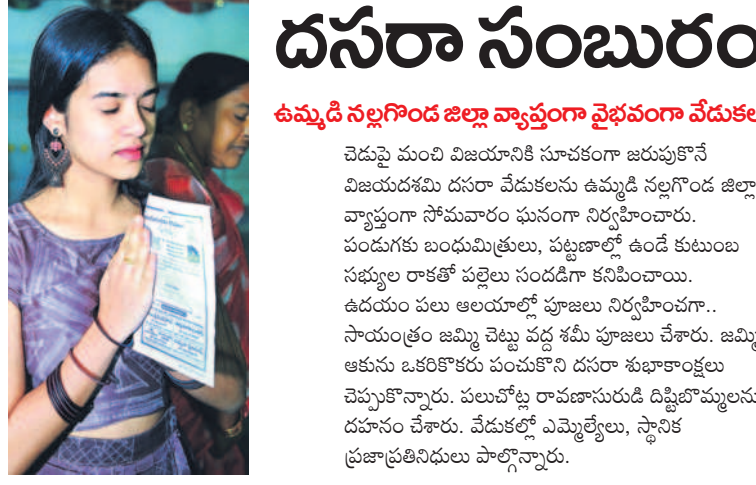 దసరా సంబురం
ఉమ్మడి నల్లగొండ జిల్లా వ్యాప్తంగా వైభవంగా వేడుకలు
చెడుపై మంచి విజయానికి సూచకంగా జరుపుకొనే
విజయదశమి దసరా వేడుకలను ఉమ్మడి నల్లగొండ జిల్లా
వ్యాప్తంగా సోమవారం ఘనంగా నిర్వహించారు.
పండుగకు బంధుమిత్రులు, పట్టణాల్లో ఉండే కుటుంబ
సభ్యుల రాకతో పల్లెలు సందడిగా కనిపించాయి.
ఉదయం పలు ఆలయాల్లో పూజలు నిర్వహించగా..
సాయంత్రం జమ్మి చెట్టు వద్ద శమీ పూజలు చేశారు. జమ్మి
ఆకును ఒకరికొకరు పంచుకొని దసరా శుభాకాంక్షలు
చెప్పుకొన్నారు. పలుచోట్ల రావణాసురుడి దిష్టిబొమ్మలను
దహనం చేశారు. వేడుకల్లో ఎమ్మెల్యేలు, స్థానిక
ప్రజాప్రతినిధులు పాల్గొన్నారు.